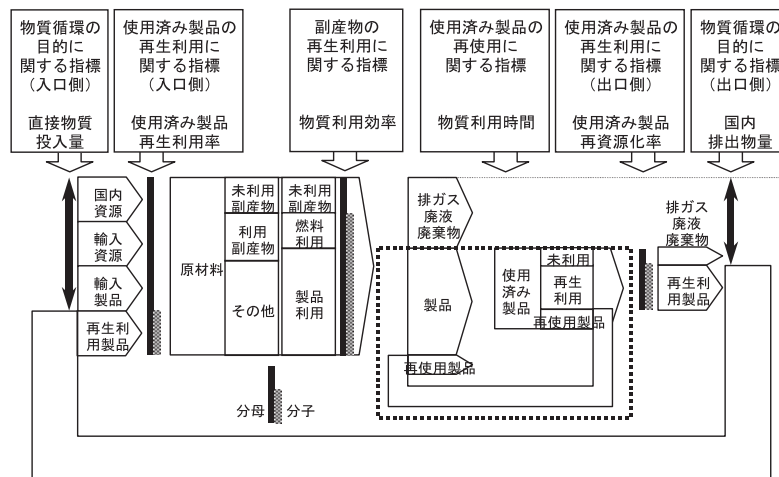 物質循環の
目的に
関する指標
(入口側)
直接物質
投入量
使用済み製品の
再生利用に
関する指標
(入口側)
使用済み製品
再生利用率
副産物の
再生利用に
関する指標
物質利用効率
使用済み製品の
再使用に
関する指標
物質利用時間
使用済み製品の
再生利用に
関する指標
(出口側)
使用済み製品
再資源化率
物質循環の
目的に
関する指標
(出口側)
国内
排出物量
国内
資源
輸入
資源
輸入
製品
再生利
用製品
原材料
未利用
副産物
利用
副産物
その他
未利用
副産物
燃料
利用
製品
利用
分母
分子
排ガス
廃液
廃棄物
製品
再使用製品
使用
済み
製品
未利用
再生
利用
再使用製品
排ガス
廃液
廃棄物
再生利
用製品